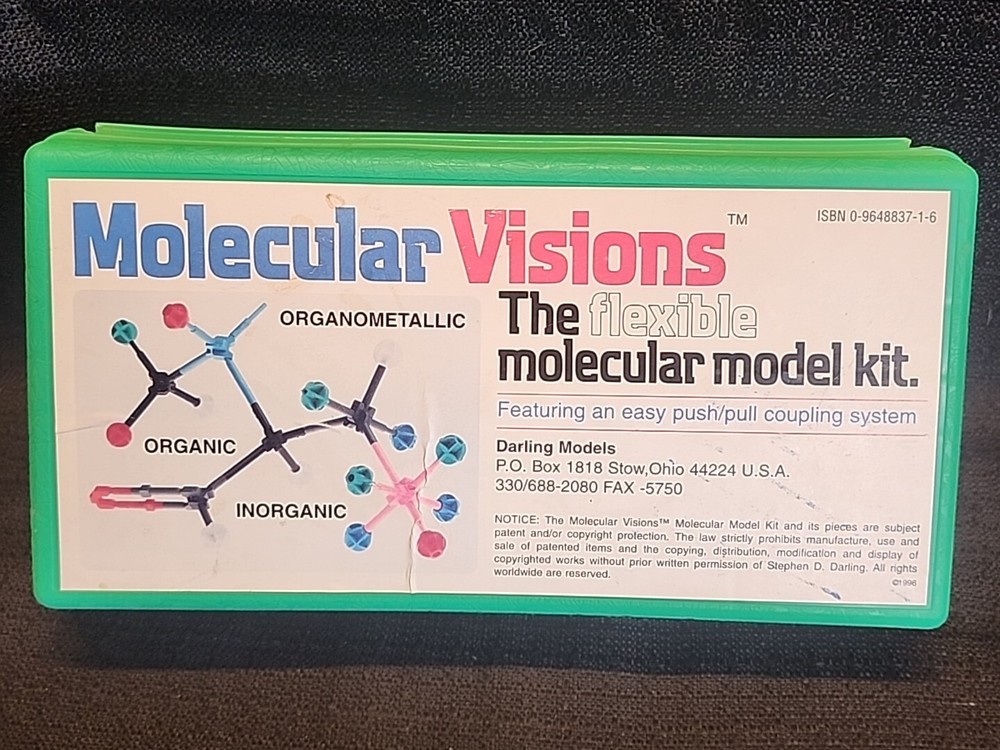 Molecular Visions™
ISBN 0-9648837-1-6
ORGANOMETALLIC
ORGANIC
INORGANIC
The flexible
molecular model kit.
Featuring an easy push/pull coupling system
Darling Models
P.O. Box 1818 Stow,Ohio 44224 U.S.A.
330/688-2080 FAX -5750
NOTICE: The Molecular Visions™ Molecular Model Kit and its pieces are subject
patent and/or copyright protection. The law strictly prohibits manufacture, use and
sale of patented items and the copying, distribution, modification and display of
copyrighted works without prior written permission of Stephen D. Darling. All rights
worldwide are reserved.
©1996